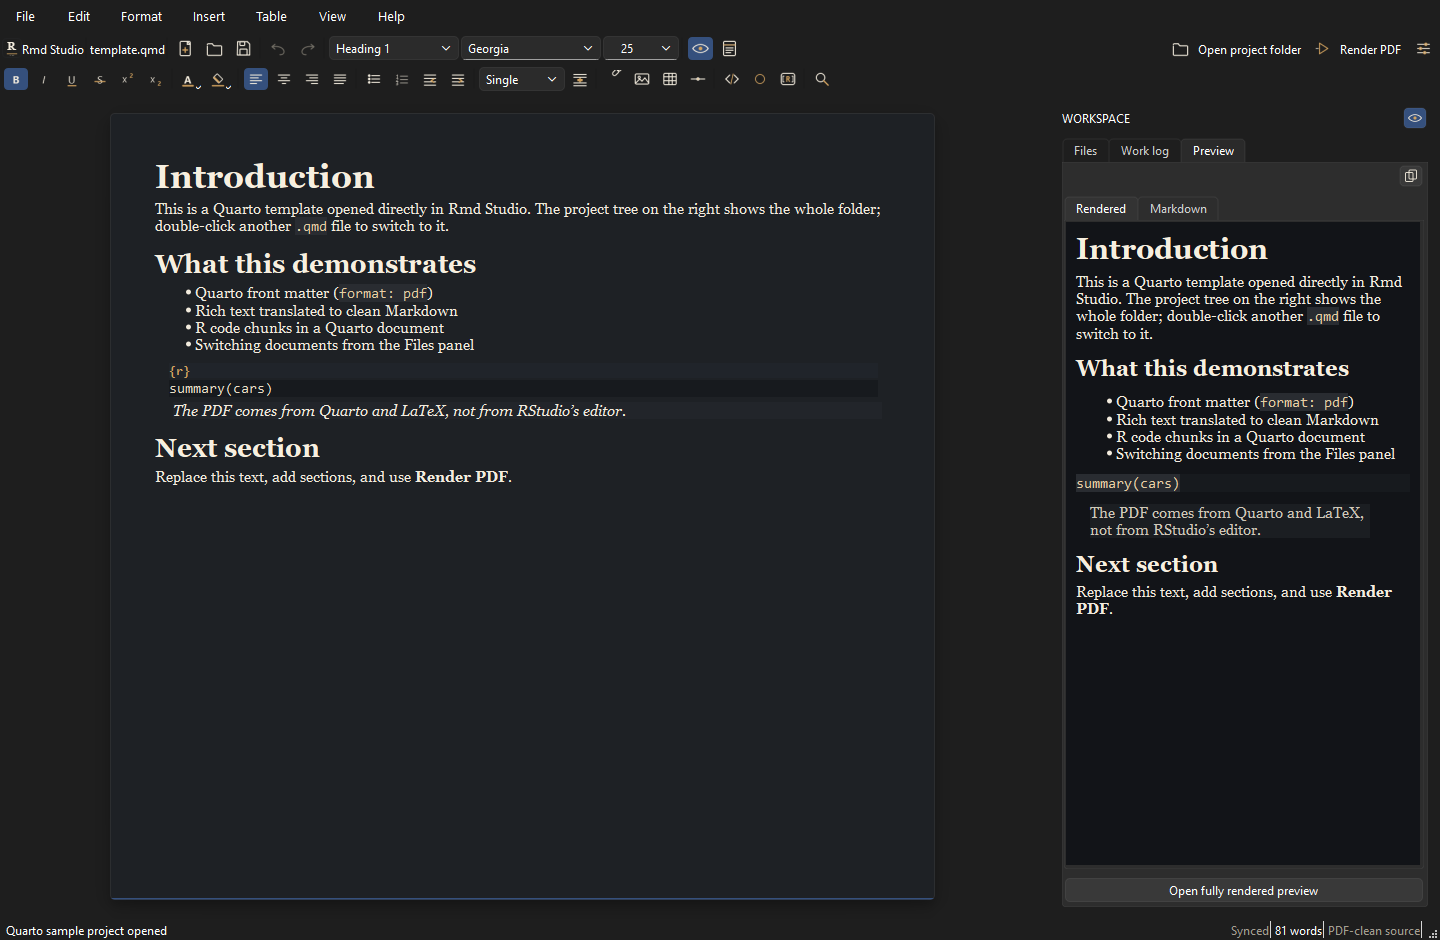 File Edit Format Insert Table View Help
Rmd Studio template.qmd Heading 1 Georgia 25 Open project folder Render PDF
B I U S x² x₂ A Single
WORKSPACE
Files Work log Preview
Rendered Markdown
Introduction
This is a Quarto template opened directly in Rmd Studio. The project tree on the right shows the whole folder;
double-click another .qmd file to switch to it.
What this demonstrates
• Quarto front matter (format: pdf)
• Rich text translated to clean Markdown
• R code chunks in a Quarto document
• Switching documents from the Files panel
{r}
summary(cars)
The PDF comes from Quarto and LaTeX, not from RStudio’s editor.
Next section
Replace this text, add sections, and use Render PDF.
Introduction
This is a Quarto template opened directly in Rmd
Studio. The project tree on the right shows the
whole folder; double-click another .qmd file to
switch to it.
What this demonstrates
• Quarto front matter (format: pdf)
• Rich text translated to clean Markdown
• R code chunks in a Quarto document
• Switching documents from the Files panel
summary(cars)
The PDF comes from Quarto and LaTeX,
not from RStudio’s editor.
Next section
Replace this text, add sections, and use Render
PDF.
Open fully rendered preview
Quarto sample project opened
Synced 81 words PDF-clean source